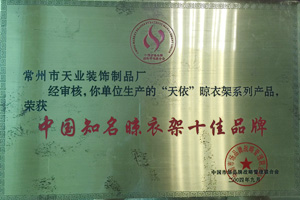 常州市天业装饰制品厂
经审核,你单位生产的“天依”晾衣架系列产品,
荣获
中国知名晾衣架十佳品牌